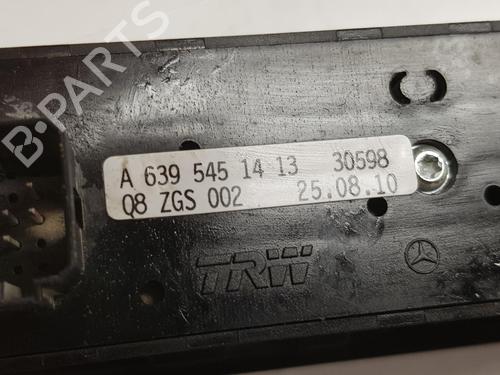 A 639 545 14 13 30598
Q8 ZGS 002 25.08.10
TRW
B-PARTS